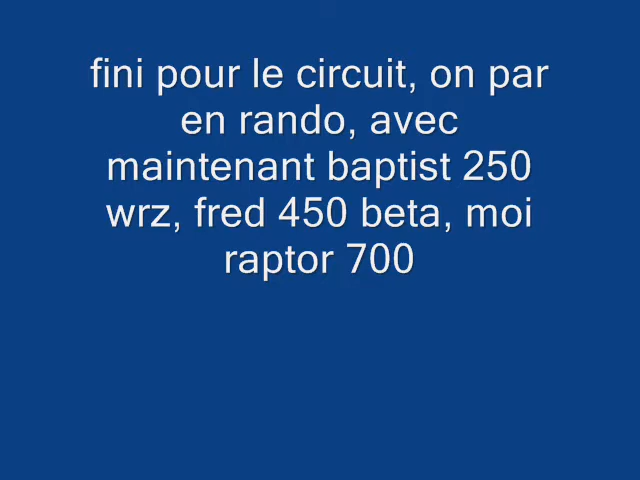 fini pour le circuit, on par
en rando, avec
maintenant baptist 250
wrz, fred 450 beta, moi
raptor 700